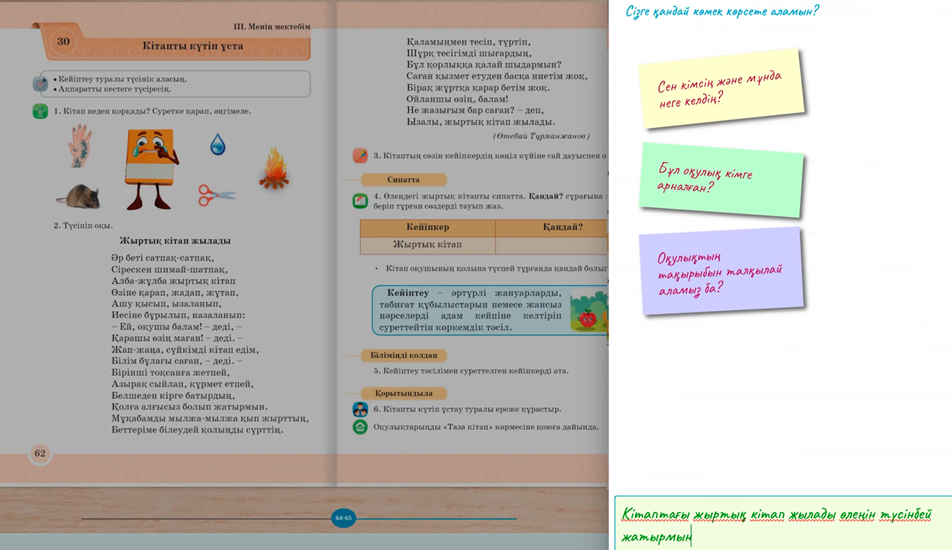 III. Менің мектебім
30
Кітапты күтіп ұста
• Кейіптеу туралы түсінік аласың.
• Ақпаратты кестеге түсіресің.
1. Кітап неден қорқады? Суретке қарап, әңгімеле.
2. Түсініп оқы.
Жыртық кітап жылады
Әр беті сатпақ-сатпақ,
Сірескен шимай-шатпақ,
Алба-жұлба жыртық кітап
Өзіне қарап, жадап, жүтап,
Ашу қысып, ызаланып,
Иесіне бұрылып, назаланып:
– Ей, оқушы балам! – деді, –
Қарашы өзің маған! – деді. –
Жап-жаңа, сүйкімді кітап едім,
Білім бұлағы саған, – деді. –
Бірінші тоқсанға жетпей,
Азырақ сыйлап, құрмет етпей,
Белшеден кірге батырдың,
Қолға алғысыз болып жатырмын.
Мұқабамды мылжа-мылжа қып жырттың,
Беттеріме білеудей қолыңды сүрттің.
62
Қаламыңмен тесіп, түртіп,
Шұрқ тесігімді шығардың,
Бұл қорлыққа қалай шыдармын?
Саған қызмет етуден басқа ниетім жоқ,
Бірақ жұртқа қарар бетім жоқ.
Ойланшы өзің, балам!
Не жазығым бар саған? – деп,
Ызалы, жыртық кітап жылады.
(Өтебай Тұрманжанов)
3. Кітаптың сөзін кейіпкердің көңіл күйіне сай дауыспен о
Сипатта
4. Өлеңдегі жыртық кітапты сипатта. Қандай? сұрағына
беріп тұрған сөздерді тауып жаз.
Кейіпкер Қандай?
Жыртық кітап
• Кітап оқушының қолына түспей тұрғанда қандай болып
Кейіптеу – әртүрлі жануарларды,
табиғат құбылыстарын немесе жансыз
нәрселерді адам кейпіне келтіріп
суреттейтін көркемдік тәсіл.
Біліміңді қолдан
5. Кейіптеу тәсілімен суреттелген кейіпкерді ата.
Қорытындыла
6. Кітапты күтіп ұстау туралы ереже құрастыр.
Оқулықтарыңды «Таза кітап» көрмесіне қоюға дайында.
64-65
Сізге қандай көмек көрсете аламын?
Сен кімсің және мұнда
неге келдің?
Бұл оқулық кімге
арналған?
Оқулықтың
тақырыбын талқылай
аламыз ба?
Кітаптағы жыртық кітап жылады өлеңін түсінбей
жатырмын